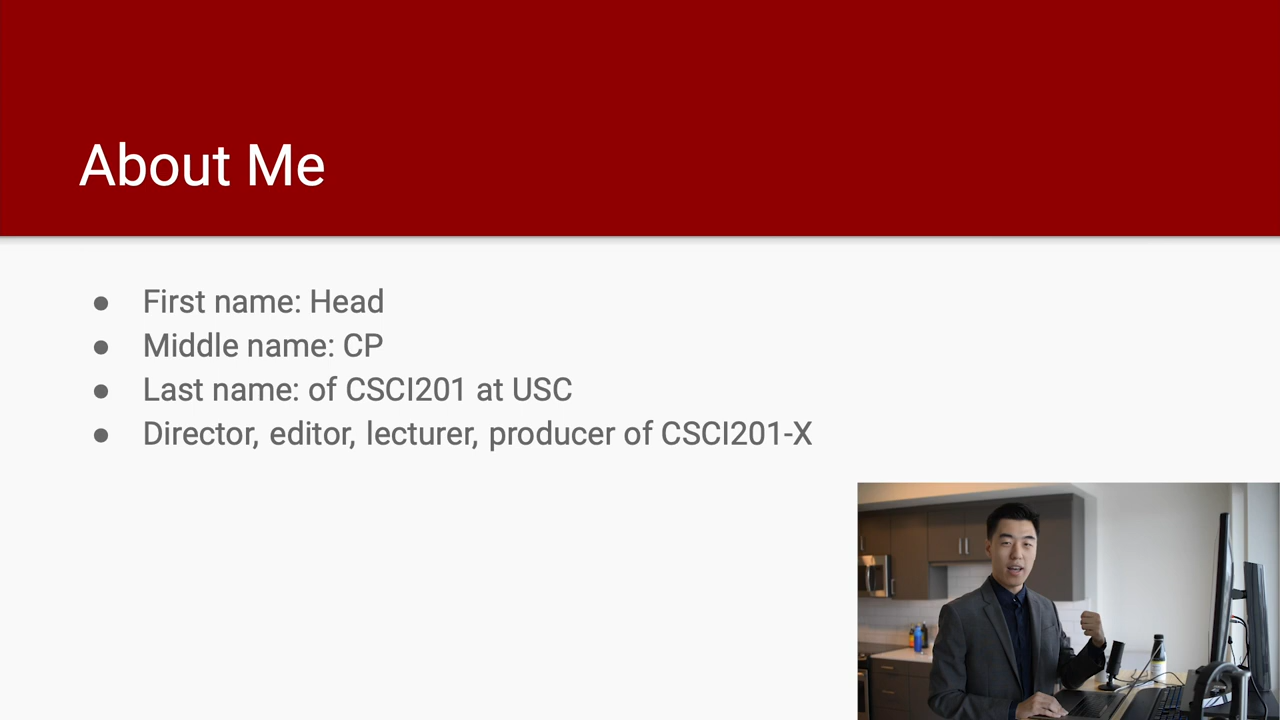 About Me
● First name: Head
● Middle name: CP
● Last name: of CSCI201 at USC
● Director, editor, lecturer, producer of CSCI201-X